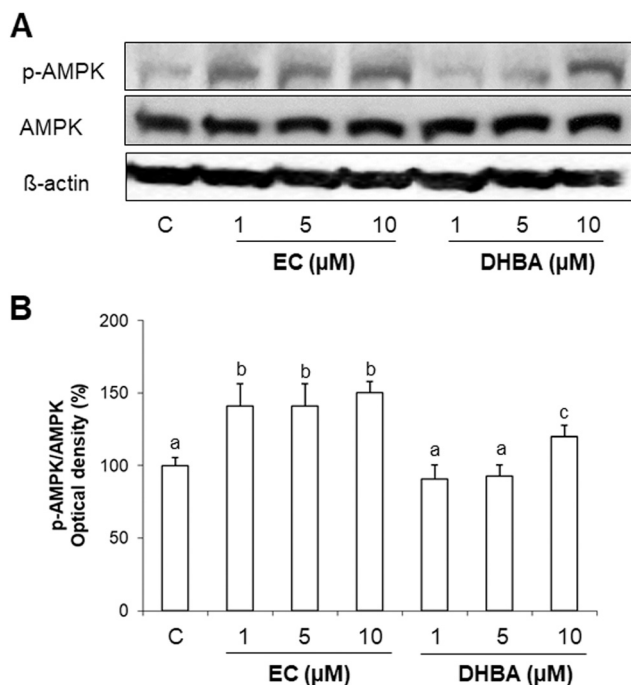 A
p-AMPK
AMPK
ß-actin
C 1 5 10 1 5 10
EC (µM) DHBA (µM)
B
p-AMPK/AMPK
Optical density (%)
200
150
100
50
0
a b b b a a c
C 1 5 10 1 5 10
EC (µM) DHBA (µM)